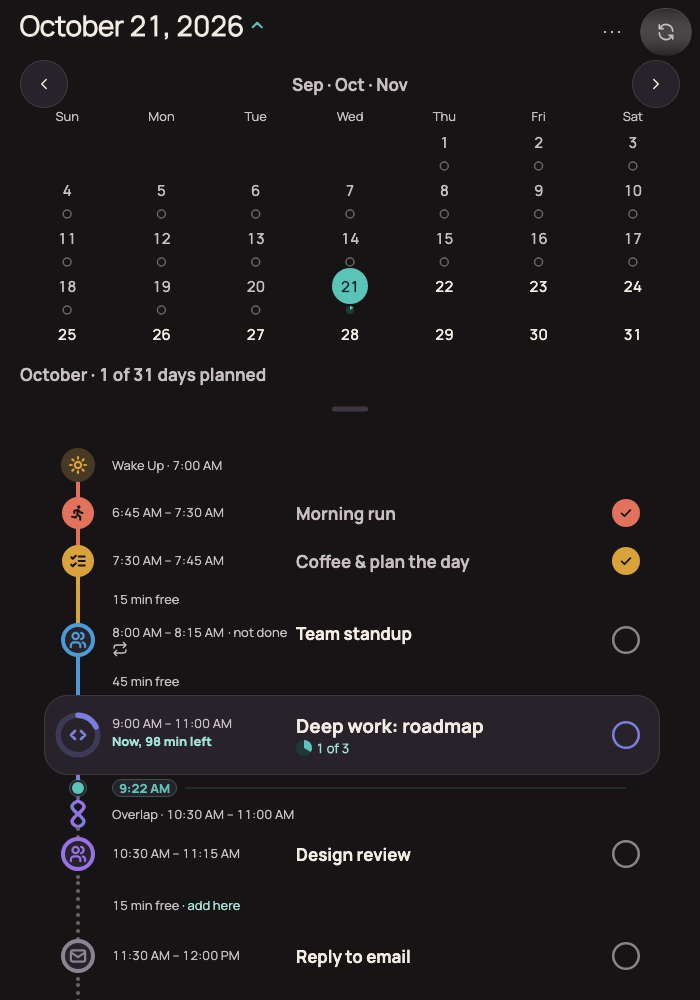 October 21, 2026
...
Sep · Oct · Nov
Sun Mon Tue Wed Thu Fri Sat
1 2 3
4 5 6 7 8 9 10
11 12 13 14 15 16 17
18 19 20 21 22 23 24
25 26 27 28 29 30 31
October · 1 of 31 days planned
Wake Up · 7:00 AM
6:45 AM – 7:30 AM Morning run
7:30 AM – 7:45 AM Coffee & plan the day
15 min free
8:00 AM – 8:15 AM · not done Team standup
45 min free
9:00 AM – 11:00 AM Deep work: roadmap
Now, 98 min left 1 of 3
9:22 AM
Overlap · 10:30 AM – 11:00 AM
10:30 AM – 11:15 AM Design review
15 min free · add here
11:30 AM – 12:00 PM Reply to email